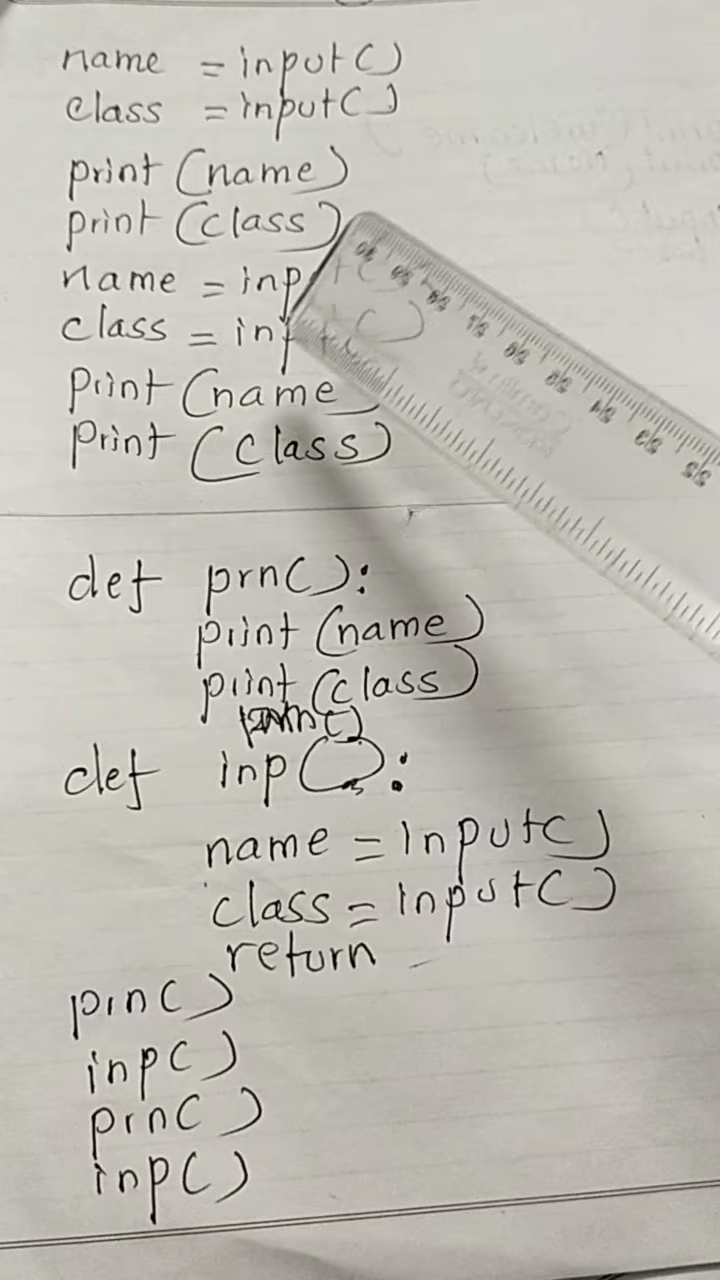 name = input()
class = input()
print (name)
print (class)
name = inp
class = inp
print (name
print (class)
def prn():
print (name)
print (class)
def inp():
name = input()
class = input()
return
prn()
inp()
prn()
inp()